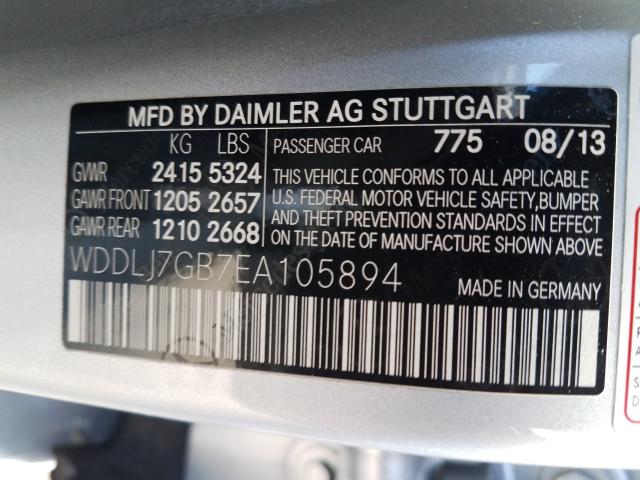 MFD BY DAIMLER AG STUTTGART
KG LBS
GVWR 2415 5324
GAWR FRONT 1205 2657
GAWR REAR 1210 2668
PASSENGER CAR 775 08/13
THIS VEHICLE CONFORMS TO ALL APPLICABLE
U.S. FEDERAL MOTOR VEHICLE SAFETY,BUMPER
AND THEFT PREVENTION STANDARDS IN EFFECT
ON THE DATE OF MANUFACTURE SHOWN ABOVE.
WDDLJ7GB7EA105894
MADE IN GERMANY